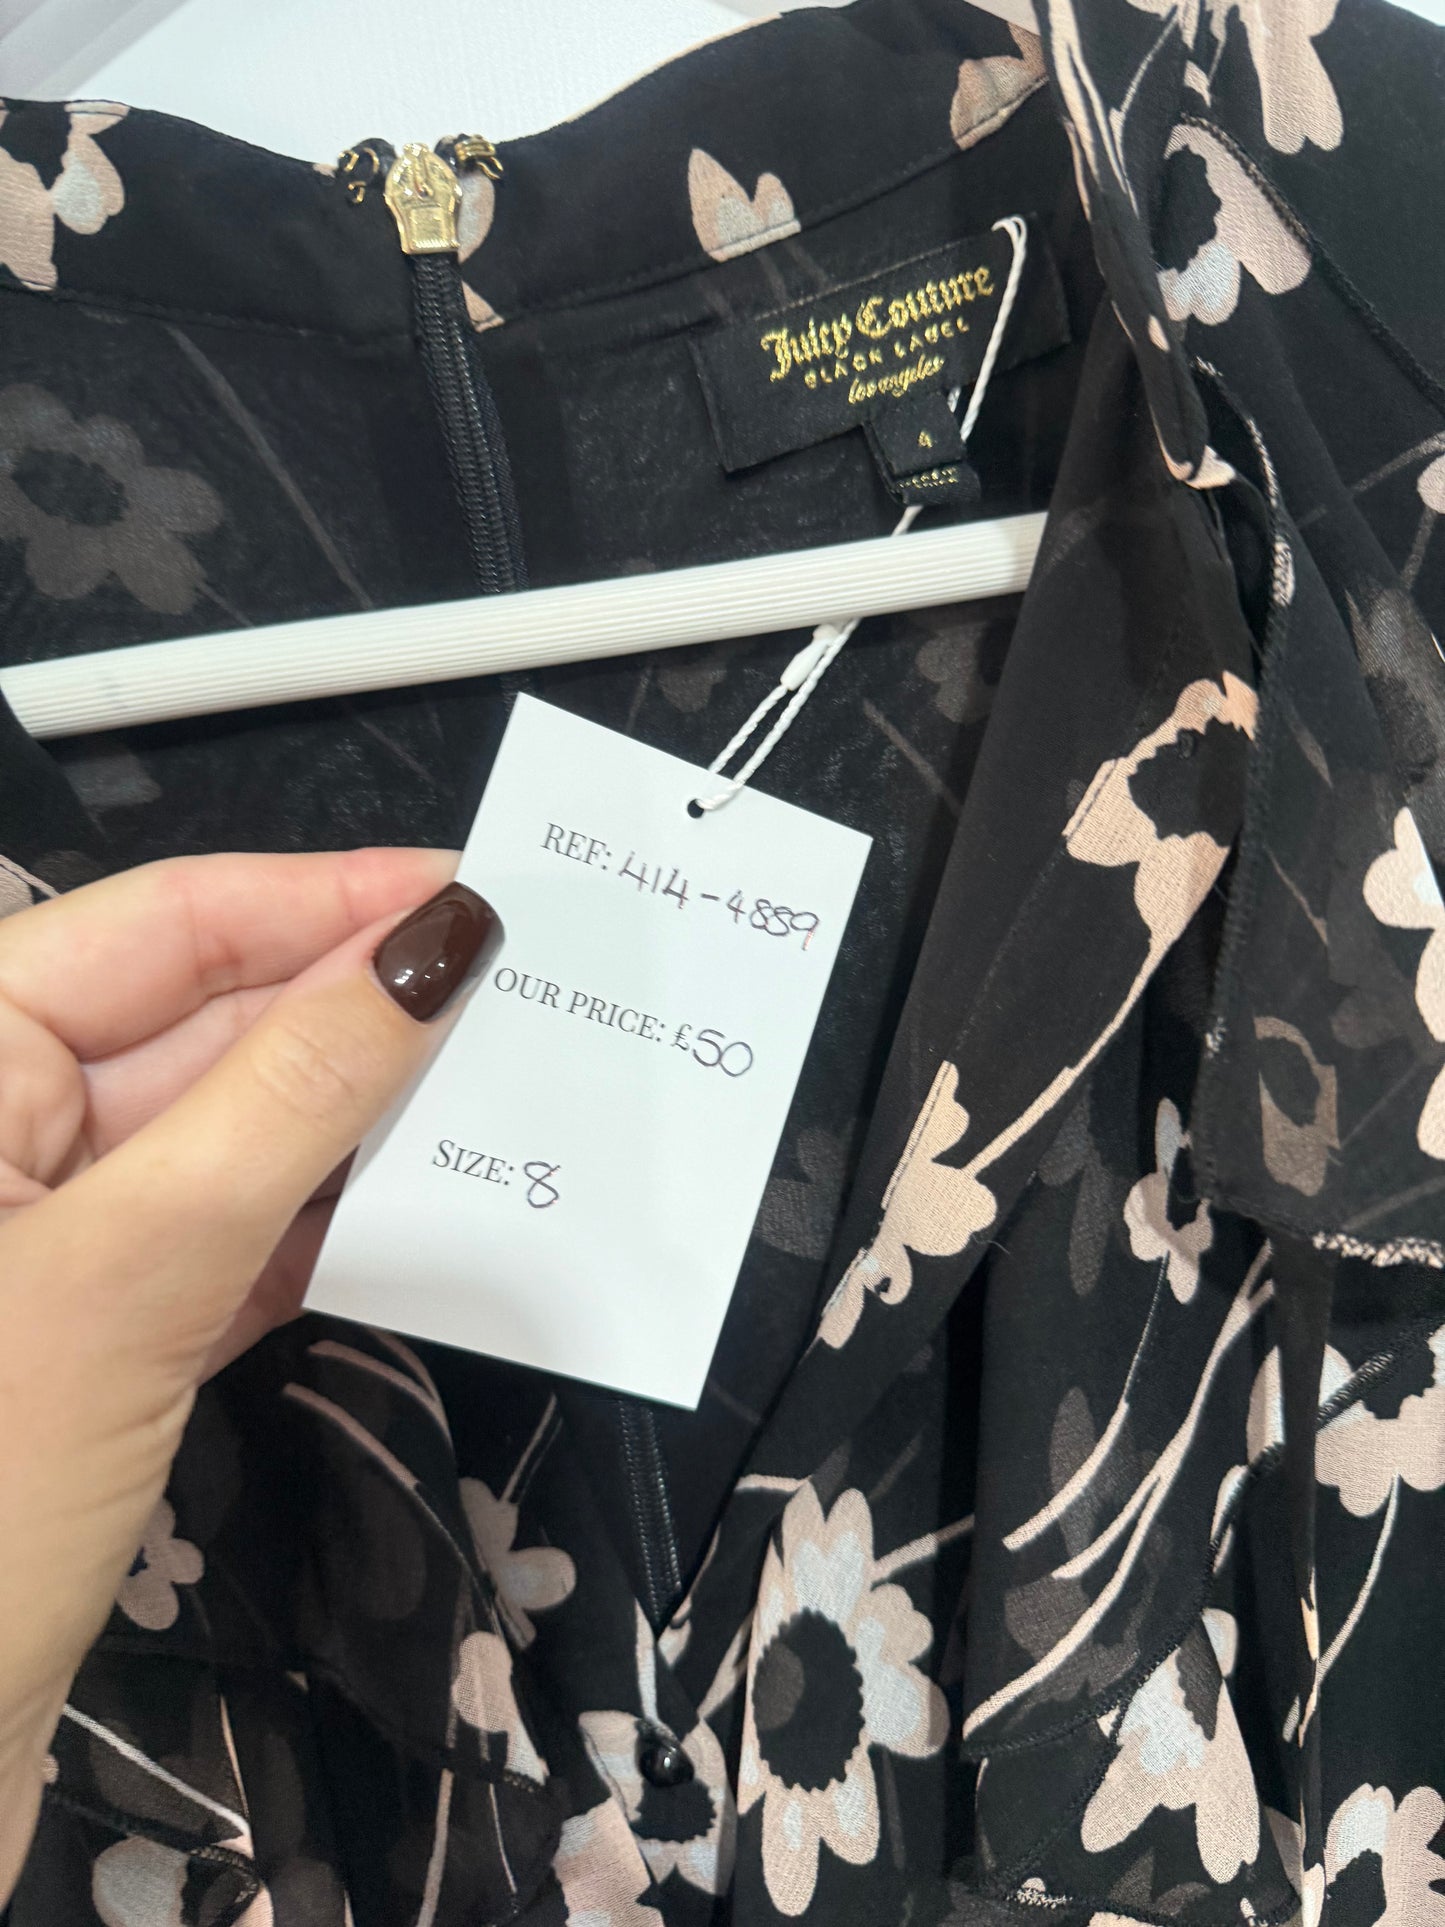 Juicy Couture
BLACK LABEL
los angeles
4
REF: 414-4889
OUR PRICE: £50
SIZE: 8